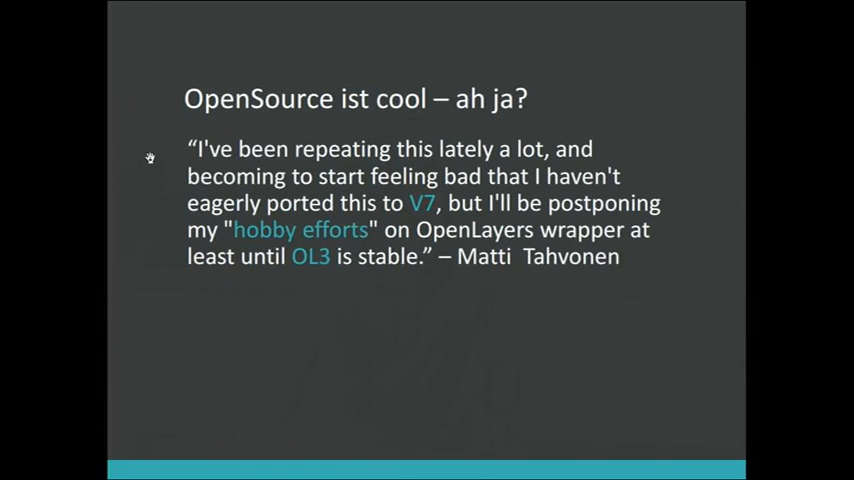 OpenSource ist cool – ah ja?
“I've been repeating this lately a lot, and
becoming to start feeling bad that I haven't
eagerly ported this to V7, but I'll be postponing
my "hobby efforts" on OpenLayers wrapper at
least until OL3 is stable.” – Matti Tahvonen